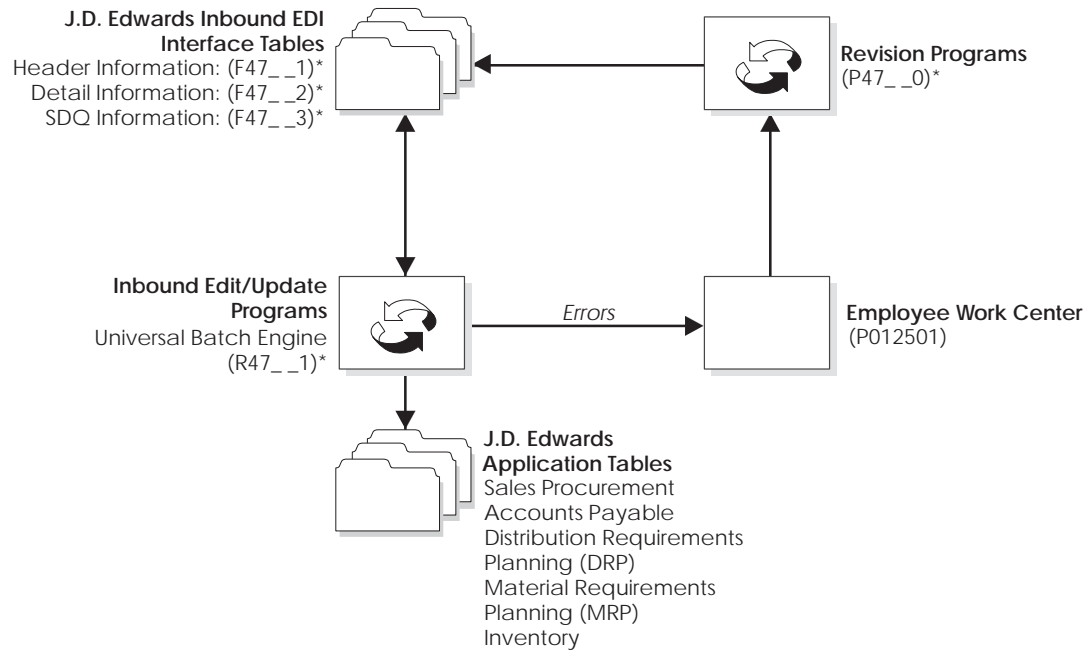 J.D. Edwards Inbound EDI
Interface Tables
Header Information: (F47_ _1)*
Detail Information: (F47_ _2)*
SDQ Information: (F47_ _3)*
Revision Programs
(P47_ _0)*
Inbound Edit/Update
Programs
Universal Batch Engine
(R47_ _1)*
Errors
Employee Work Center
(P012501)
J.D. Edwards
Application Tables
Sales Procurement
Accounts Payable
Distribution Requirements
Planning (DRP)
Material Requirements
Planning (MRP)
Inventory